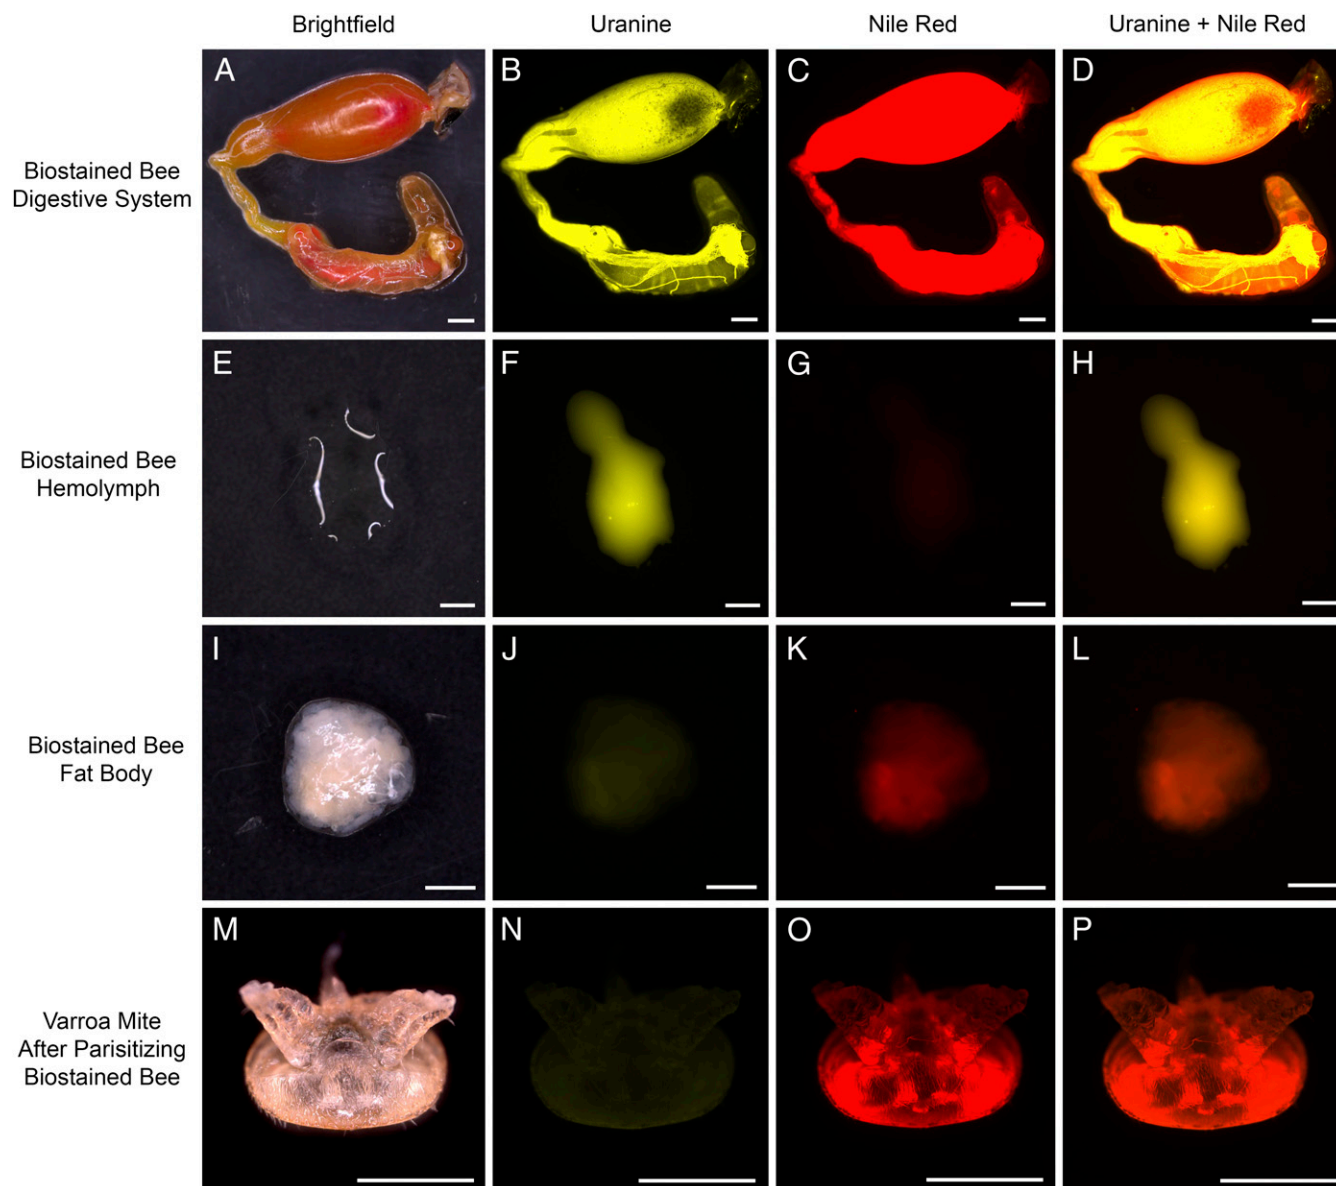 Brightfield
Uranine
Nile Red
Uranine + Nile Red
A
B
C
D
Biostained Bee
Digestive System
E
F
G
H
Biostained Bee
Hemolymph
I
J
K
L
Biostained Bee
Fat Body
M
N
O
P
Varroa Mite
After Parisitizing
Biostained Bee